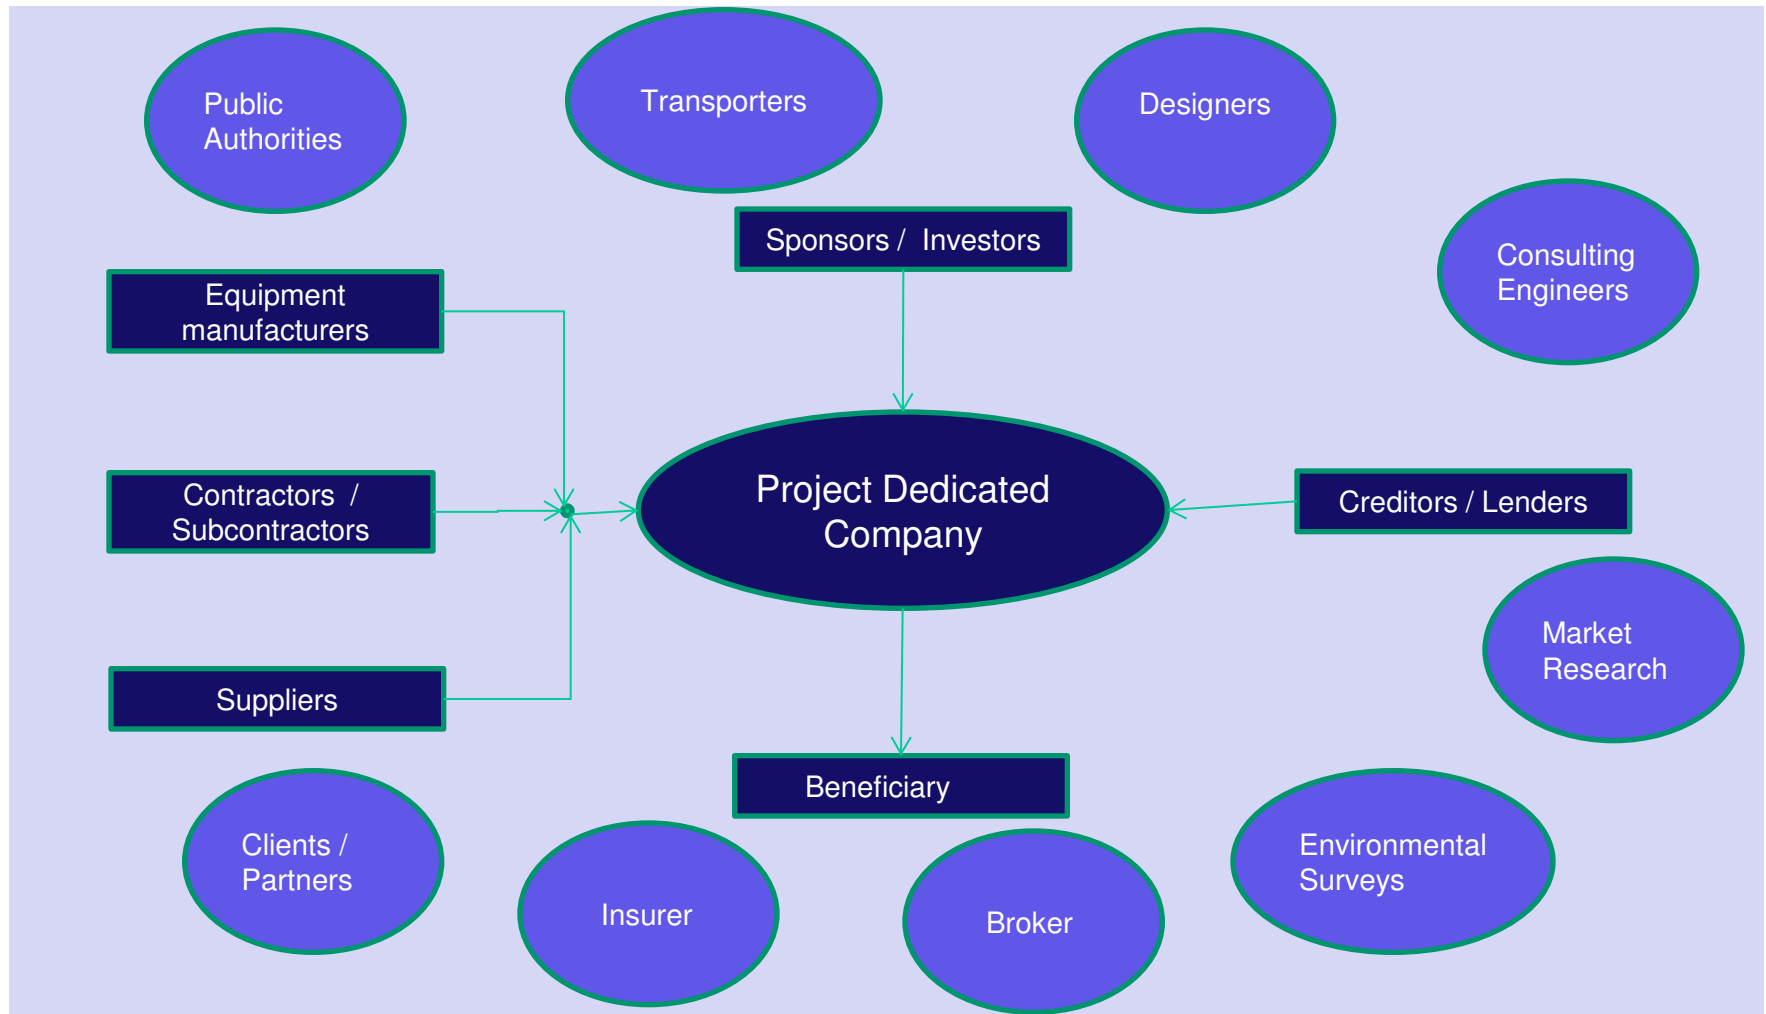 Public
Authorities
Transporters
Designers
Sponsors /  Investors
Consulting
Engineers
Equipment
manufacturers
Contractors  /
Subcontractors
Project Dedicated
Company
Creditors / Lenders
Market
Research
Suppliers
Beneficiary
Clients /
Partners
Insurer
Broker
Environmental
Surveys